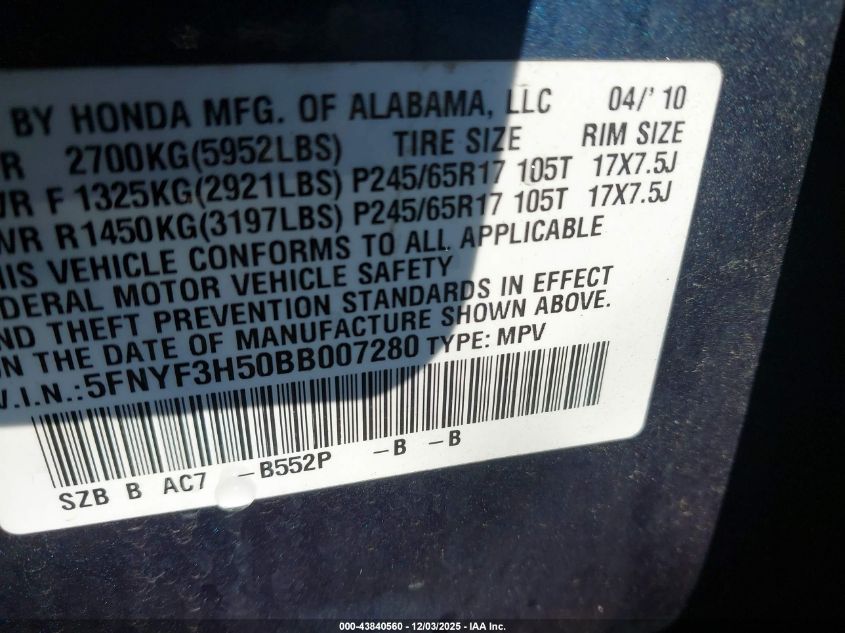 BY HONDA MFG. OF ALABAMA, LLC 04/'10
R 2700KG(5952LBS) TIRE SIZE RIM SIZE
WR F 1325KG(2921LBS) P245/65R17 105T 17X7.5J
WR R1450KG(3197LBS) P245/65R17 105T 17X7.5J
HIS VEHICLE CONFORMS TO ALL APPLICABLE
EDERAL MOTOR VEHICLE SAFETY
ND THEFT PREVENTION STANDARDS IN EFFECT
N THE DATE OF MANUFACTURE SHOWN ABOVE.
V.I.N.:5FNYF3H50BB007280 TYPE: MPV
SZB B AC7 -B552P -B -B
000-43840560 - 12/03/2025 - IAA Inc.